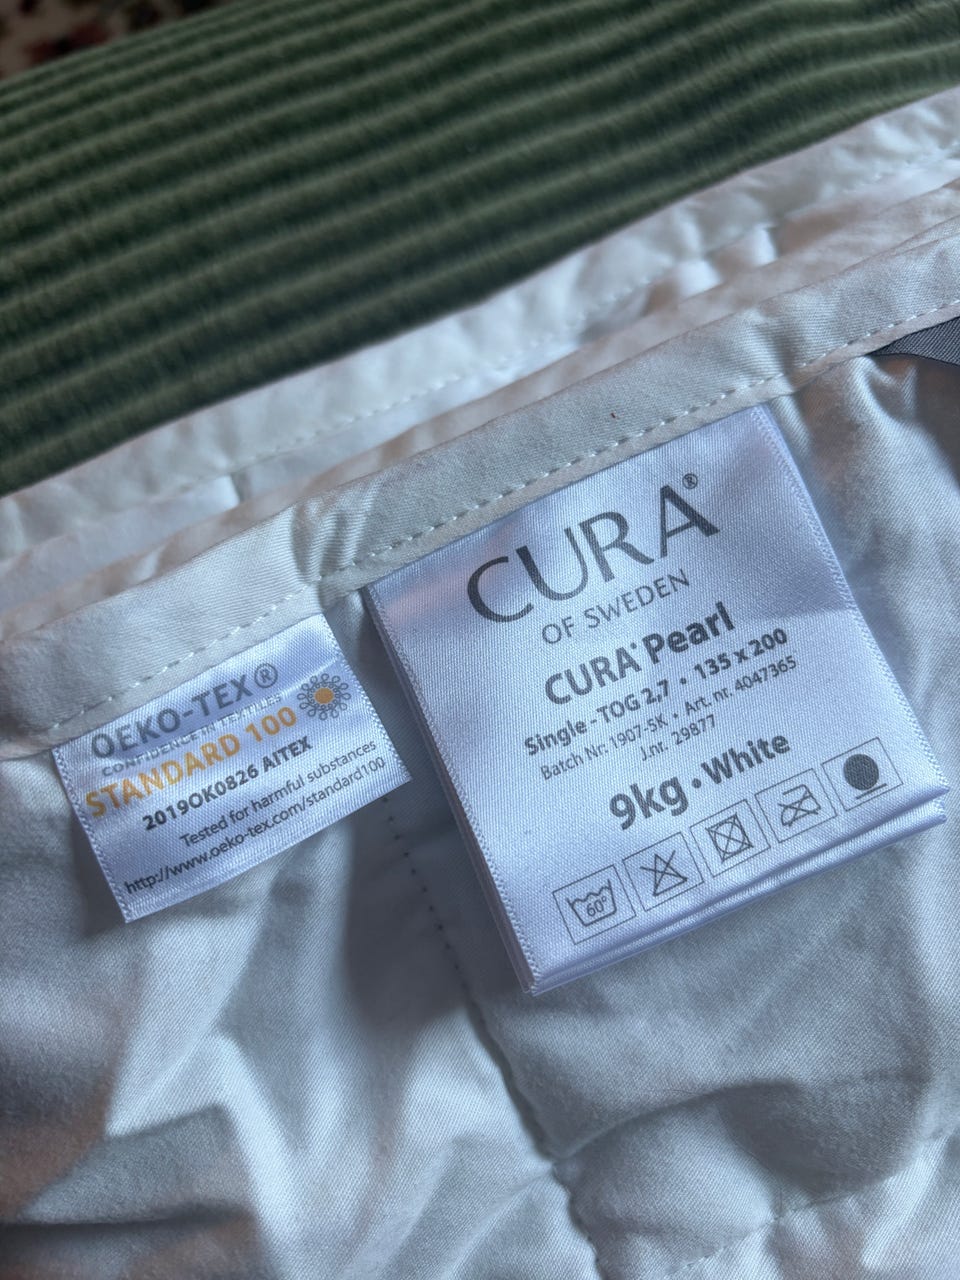 OEKO-TEX®
CONFIDENCE IN TEXTILES
STANDARD 100
2019OK0826 AITEX
Tested for harmful substances
http://www.oeko-tex.com/standard100
CURA®
OF SWEDEN
CURA® Pearl
Single - TOG 2,7 • 135 x 200
Batch Nr: 1907-5K • Art. nr. 4047365
J.nr. 29877
9kg • White
60°